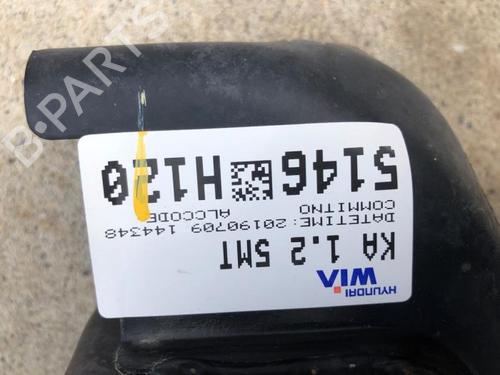 B-PARTS
HYUNDAI
WIA
KA 1.2 5MT
DATETIME:20190709 144348
COMMITNO
ALCCODE
5146 H120